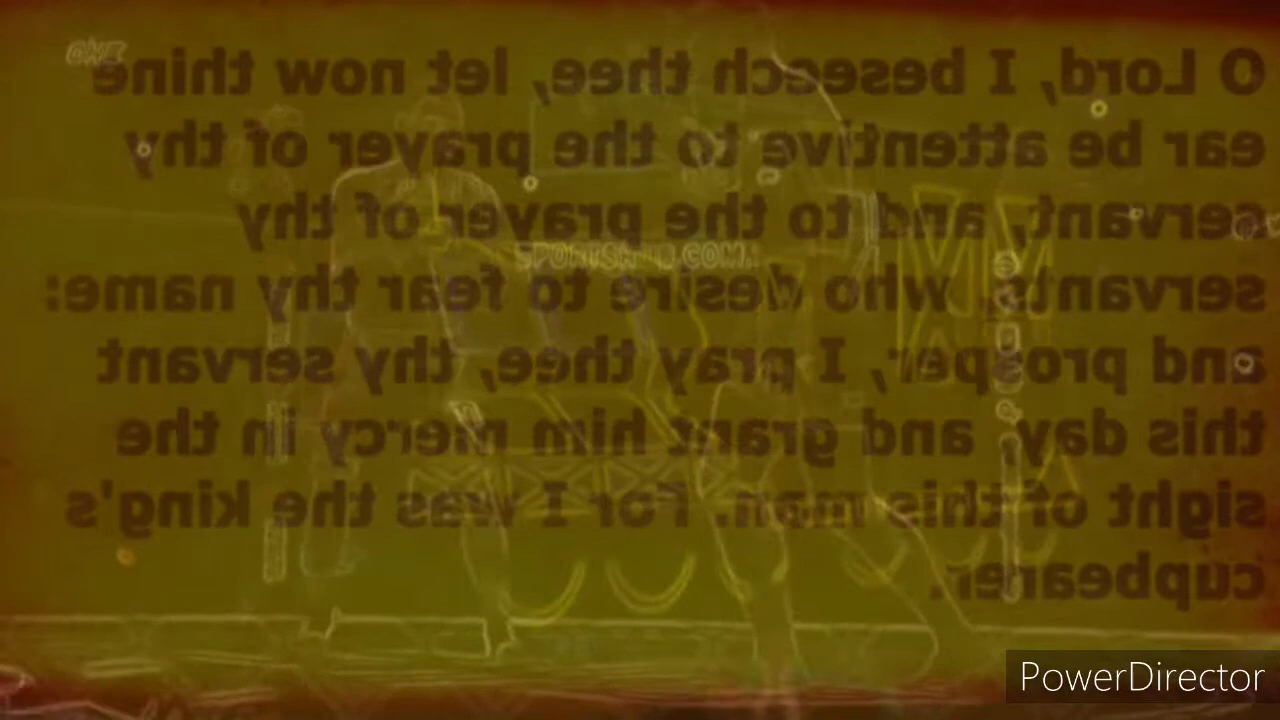 O Lord, I beseech thee, let now thine
ear be attentive to the prayer of thy
servant, and to the prayer of thy
servants, who desire to fear thy name:
and prosper, I pray thee, thy servant
this day, and grant him mercy in the
sight of this man. For I was the king's
cupbearer.
PowerDirector